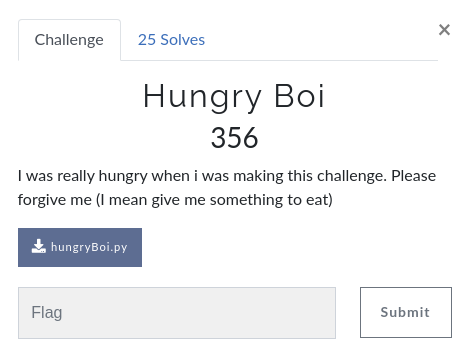 Challenge
25 Solves
×
Hungry Boi
356
I was really hungry when i was making this challenge. Please
forgive me (I mean give me something to eat)
hungryBoi.py
Flag
Submit